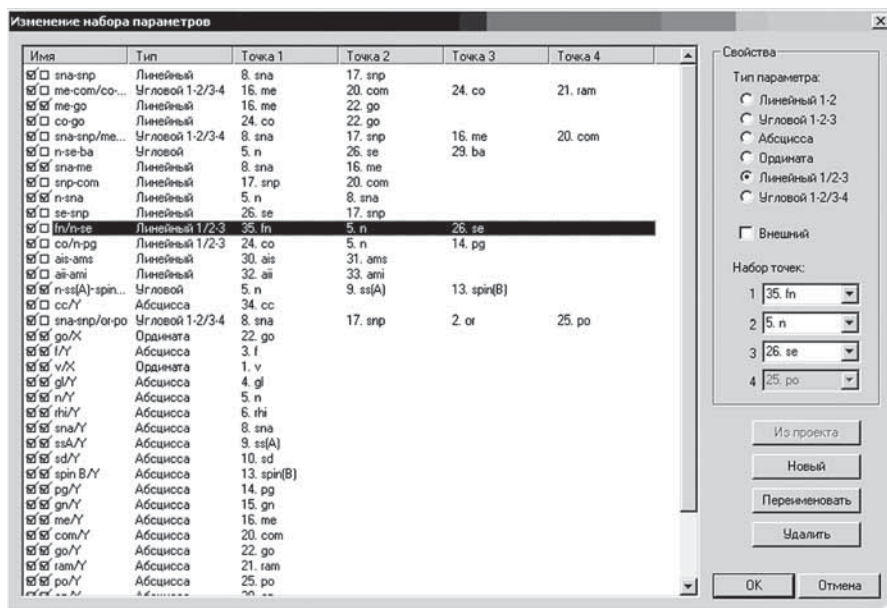 Изменение набора параметров
Имя Тип Точка 1 Точка 2 Точка 3 Точка 4
sna-snp Линейный 8. sna 17. snp
me-com/co-... Угловой 1-2/3-4 16. me 20. com 24. co 21. ram
me-go Линейный 16. me 22. go
co-go Линейный 24. co 22. go
sna-snp/me... Угловой 1-2/3-4 8. sna 17. snp 16. me 20. com
n-se-ba Угловой 5. n 26. se 29. ba
sna-me Линейный 8. sna 16. me
snp-com Линейный 17. snp 20. com
n-sna Линейный 5. n 8. sna
se-snp Линейный 26. se 17. snp
fn/n-se Линейный 1/2-3 35. fn 5. n 26. se
co/n-pg Линейный 1/2-3 24. co 5. n 14. pg
ais-ams Линейный 30. ais 31. ams
aii-ami Линейный 32. aii 33. ami
n-ss(A)-spin... Угловой 5. n 9. ss(A) 13. spin(B)
cc/Y Абсцисса 34. cc
sna-snp/or-po Угловой 1-2/3-4 8. sna 17. snp 2. or 25. po
go/X Ордината 22. go
f/Y Абсцисса 3. f
v/X Ордината 1. v
gl/Y Абсцисса 4. gl
n/Y Абсцисса 5. n
rhi/Y Абсцисса 6. rhi
sna/Y Абсцисса 8. sna
ssA/Y Абсцисса 9. ss(A)
sd/Y Абсцисса 10. sd
spin B/Y Абсцисса 13. spin(B)
pg/Y Абсцисса 14. pg
gn/Y Абсцисса 15. gn
me/Y Абсцисса 16. me
com/Y Абсцисса 20. com
go/Y Абсцисса 22. go
ram/Y Абсцисса 21. ram
po/Y Абсцисса 25. po
Свойства
Тип параметра:
Линейный 1-2
Угловой 1-2-3
Абсцисса
Ордината
Линейный 1/2-3
Угловой 1-2/3-4
Внешний
Набор точек:
1 35. fn
2 5. n
3 26. se
4 25. po
Из проекта
Новый
Переименовать
Удалить
OK Отмена